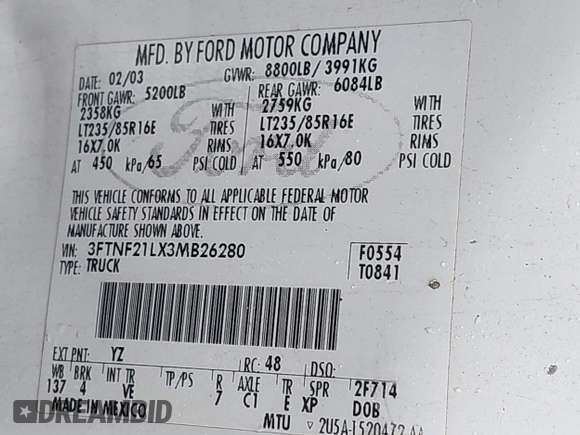 MFD. BY FORD MOTOR COMPANY
DATE: 02/03 GVWR: 8800LB/3991KG
FRONT GAWR: 5200LB REAR GAWR: 6084LB
2358KG WITH 2759KG WITH
LT235/85R16E TIRES LT235/85R16E TIRES
16X7.0K RIMS 16X7.0K RIMS
AT 450 kPa/65 PSI COLD AT 550 kPa/80 PSI COLD
Ford
THIS VEHICLE CONFORMS TO ALL APPLICABLE FEDERAL MOTOR
VEHICLE SAFETY STANDARDS IN EFFECT ON THE DATE OF
MANUFACTURE SHOWN ABOVE.
VIN: 3FTNF21LX3MB26280 F0554
TYPE: TRUCK T0841
EXT PNT: YZ RC: 48 DSO:
WB BRK INT TR TP/PS R AXLE TR SPR 2F714
137 4 VE 7 C1 E XP DOB
MADE IN MEXICO MTU 2U5A-1520472-AA
DREAMBID